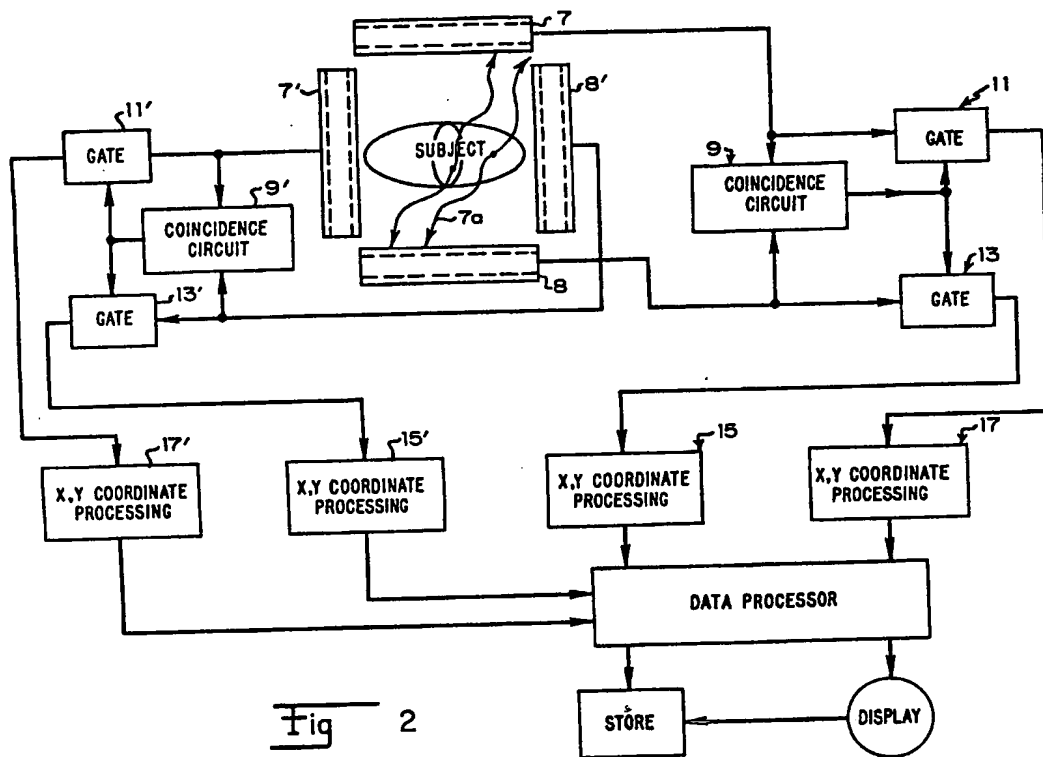 7
7'
8'
11'
11
GATE
SUBJECT
GATE
9'
9
COINCIDENCE
CIRCUIT
COINCIDENCE
CIRCUIT
7a
13'
13
GATE
8
GATE
17'
15'
15
17
X,Y COORDINATE
PROCESSING
X,Y COORDINATE
PROCESSING
X,Y COORDINATE
PROCESSING
X,Y COORDINATE
PROCESSING
DATA PROCESSOR
STORE
DISPLAY
Fig 2